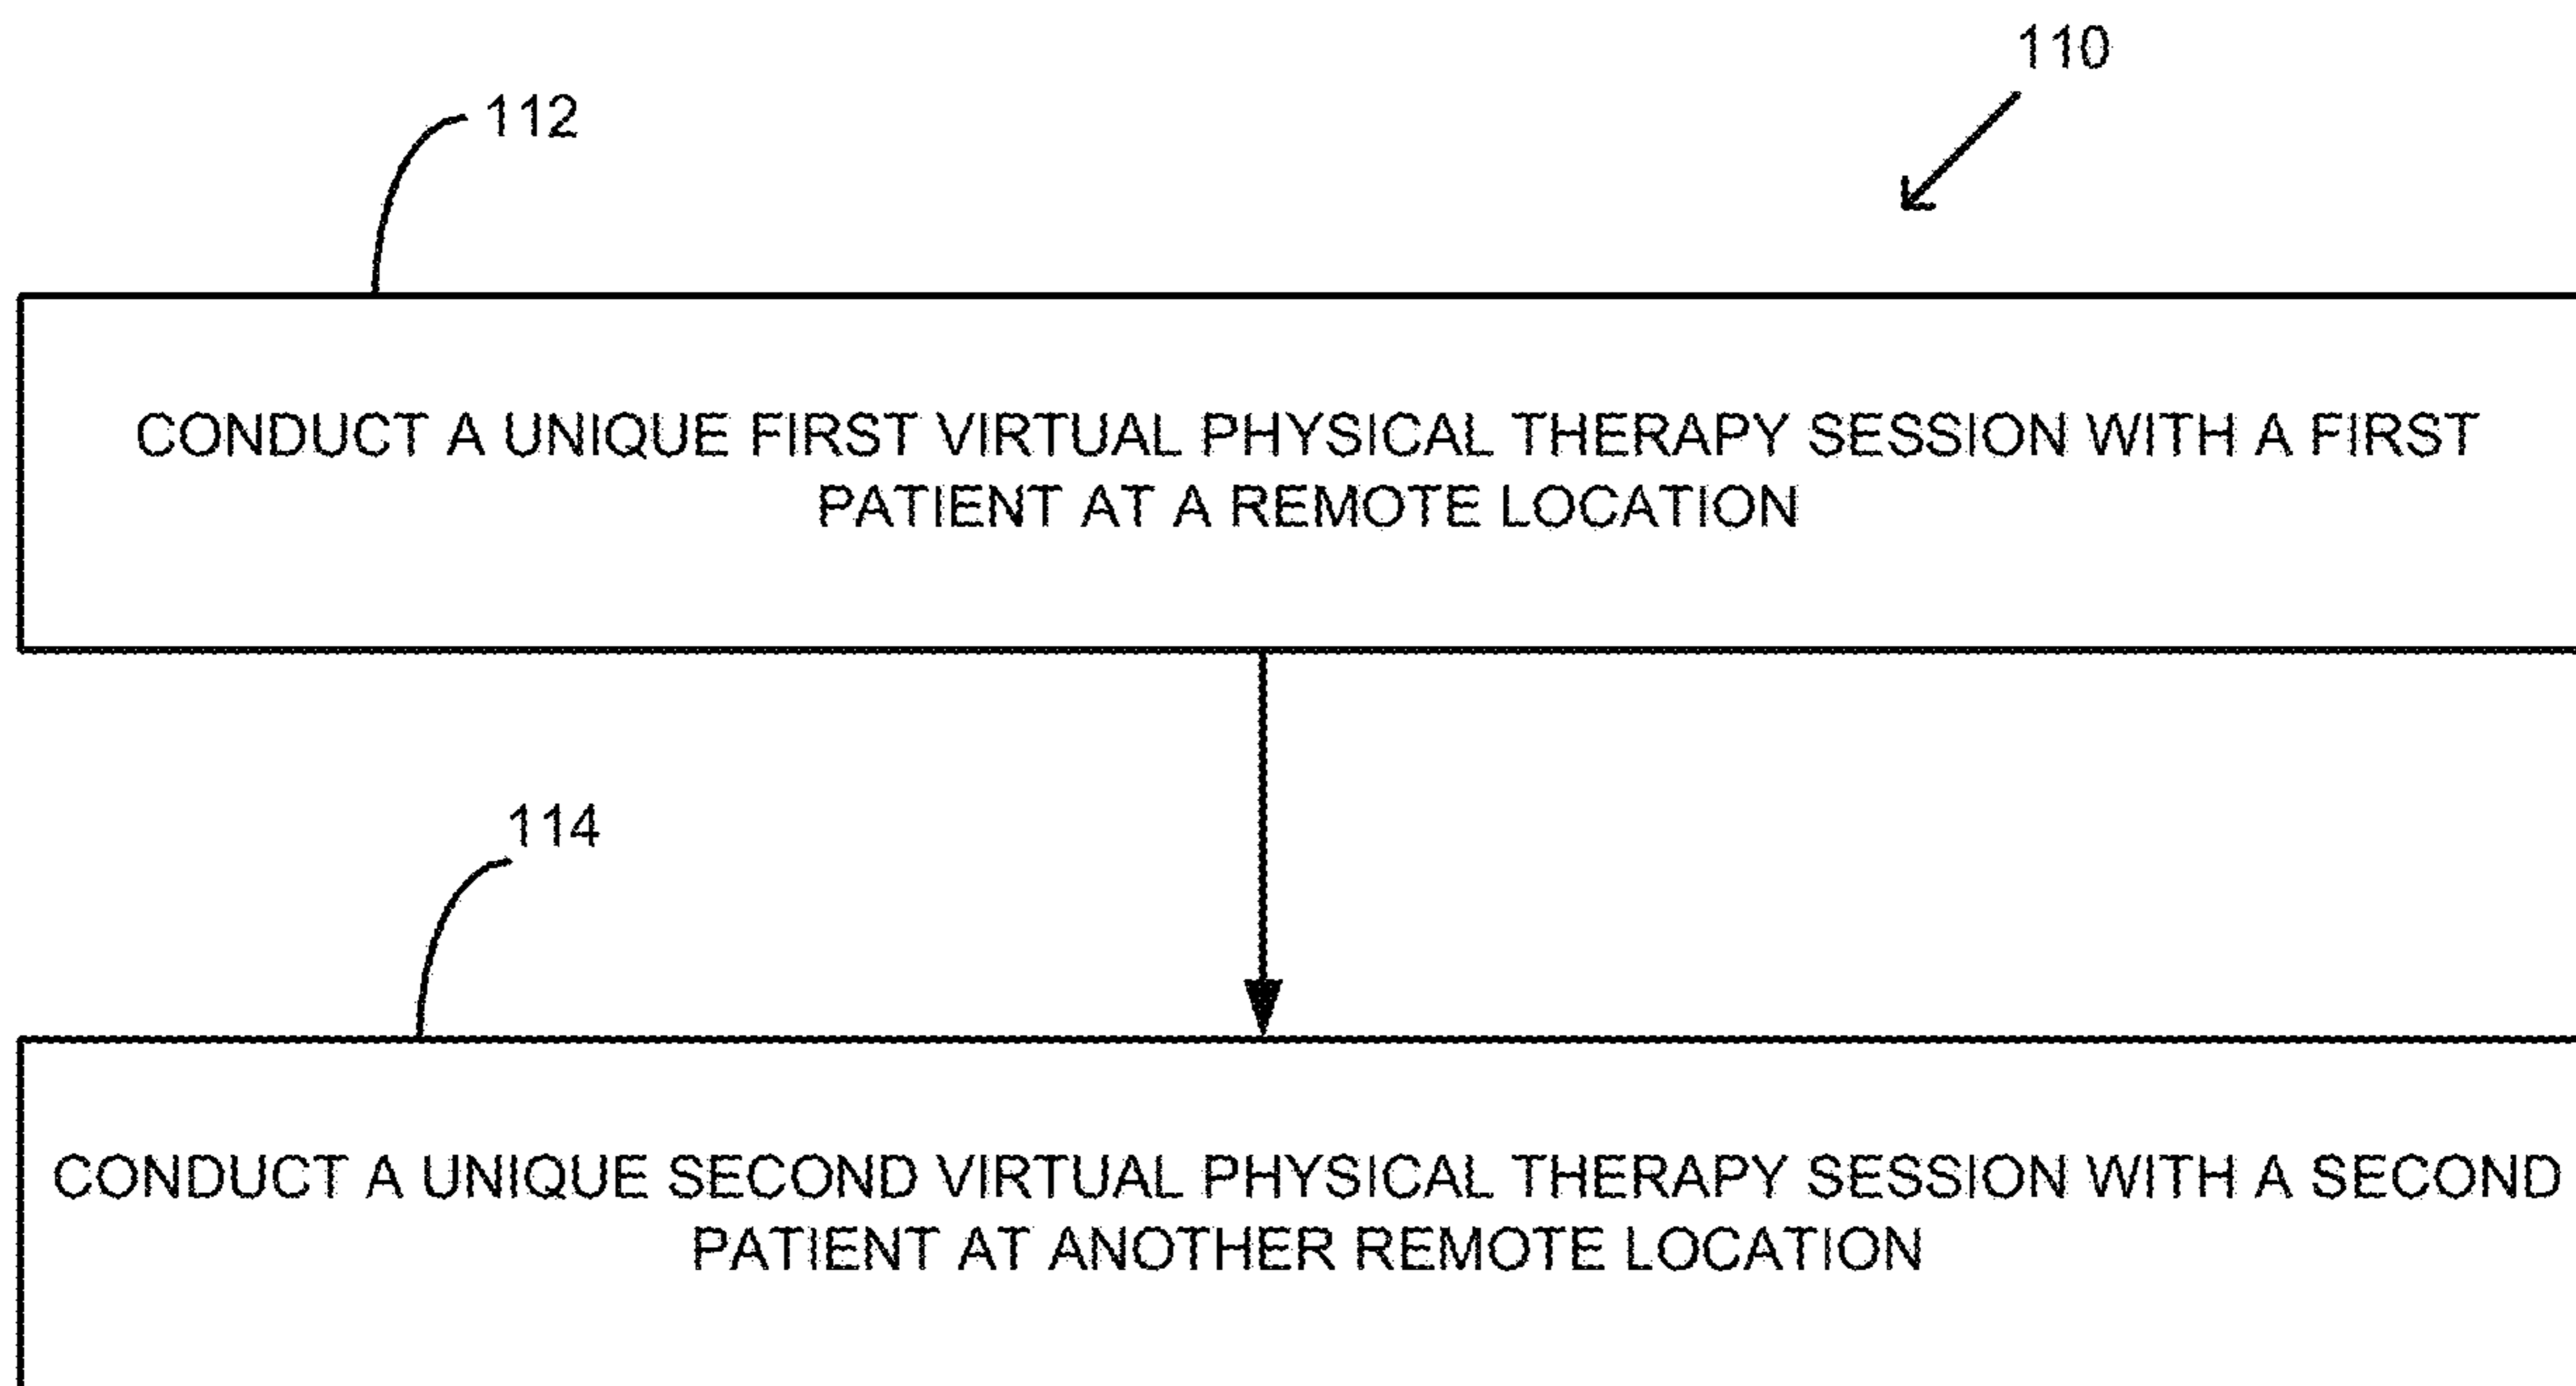 110
112
CONDUCT A UNIQUE FIRST VIRTUAL PHYSICAL THERAPY SESSION WITH A FIRST
PATIENT AT A REMOTE LOCATION
114
CONDUCT A UNIQUE SECOND VIRTUAL PHYSICAL THERAPY SESSION WITH A SECOND
PATIENT AT ANOTHER REMOTE LOCATION